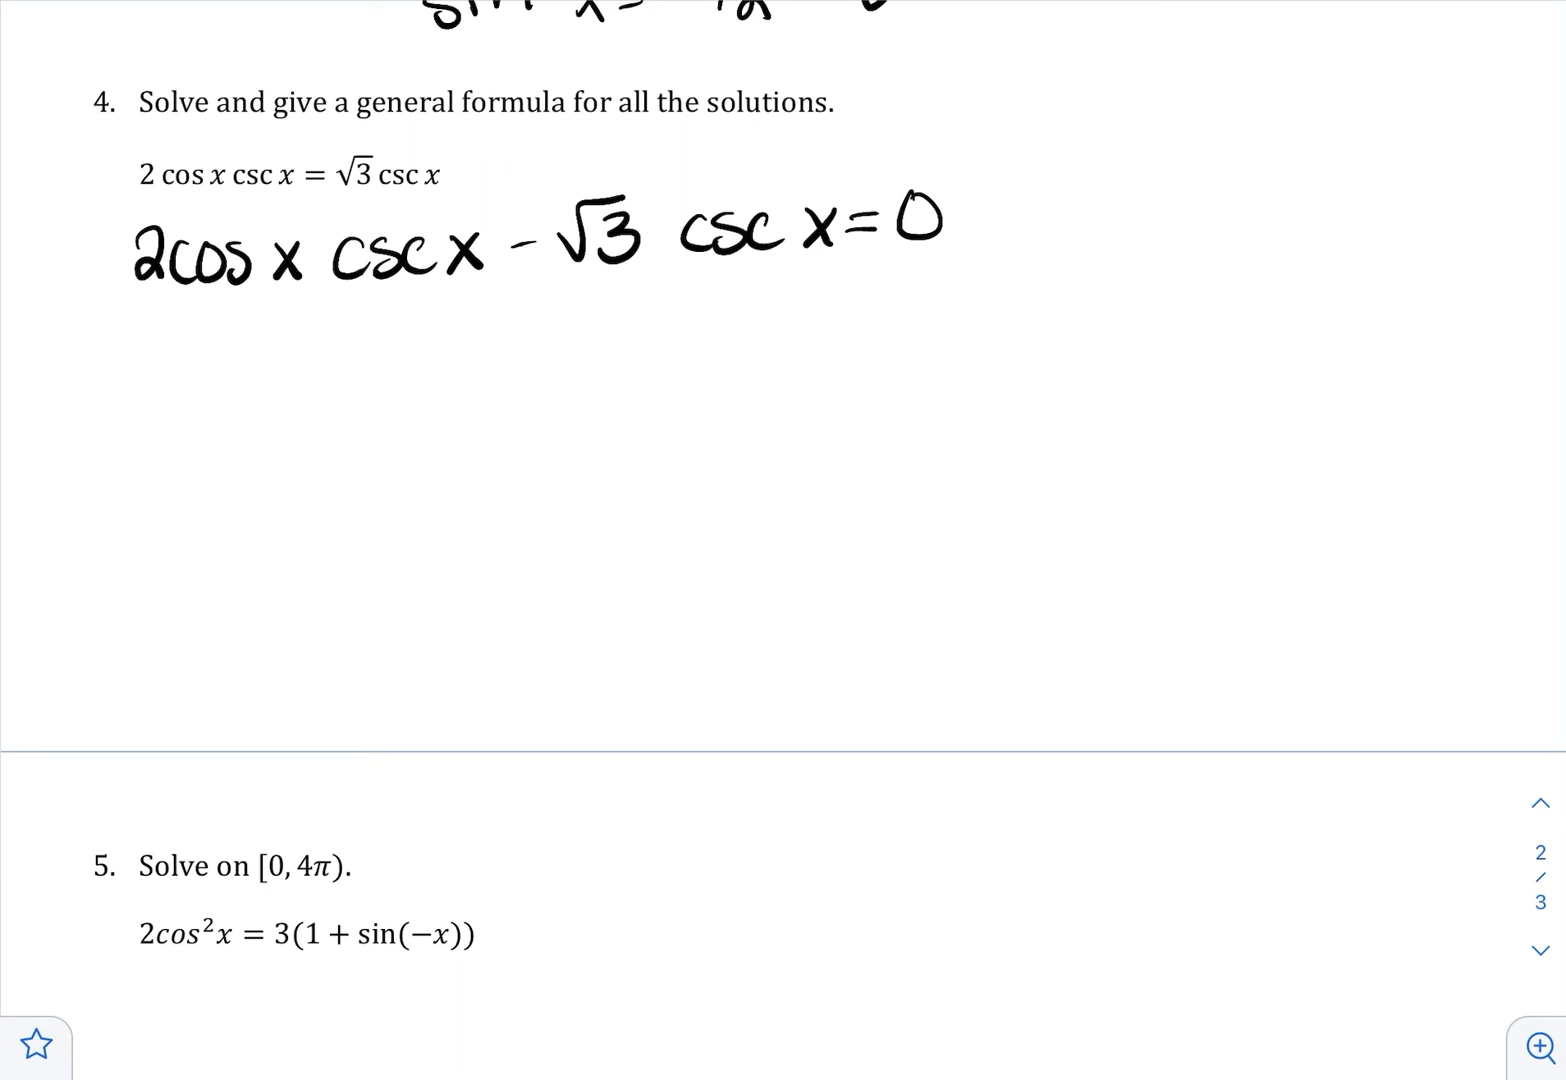 4. Solve and give a general formula for all the solutions.
2 cos x csc x = √3 csc x
2cos x csc x - √3 csc x = 0
5. Solve on [0, 4π).
2cos²x = 3(1 + sin(−x))
2
/
3